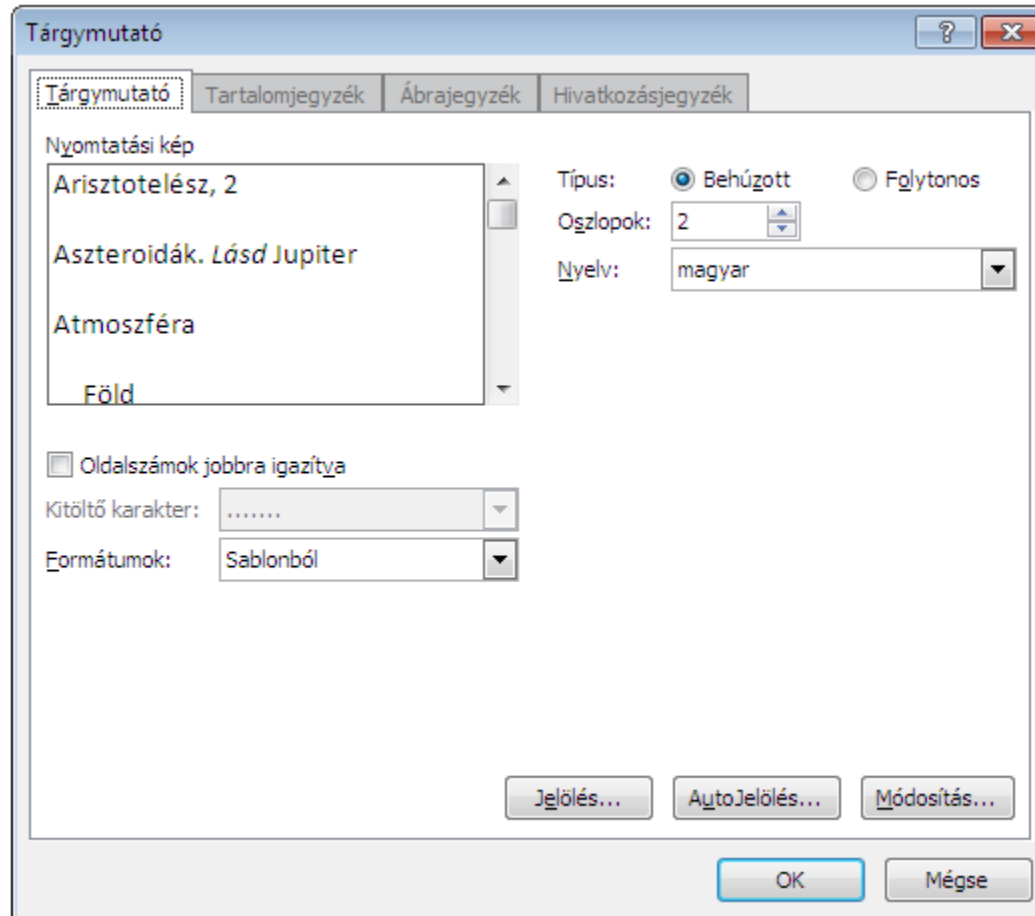 Tárgymutató
Tárgymutató Tartalomjegyzék Ábrajegyzék Hivatkozásjegyzék
Nyomtatási kép
Arisztotelész, 2
Aszteroidák. Lásd Jupiter
Atmoszféra
Föld
Típus: Behúzott Folytonos
Oszlopok: 2
Nyelv: magyar
Oldalszámok jobbra igazítva
Kitöltő karakter: .......
Formátumok: Sablonból
Jelölés... AutoJelölés... Módosítás...
OK Mégse